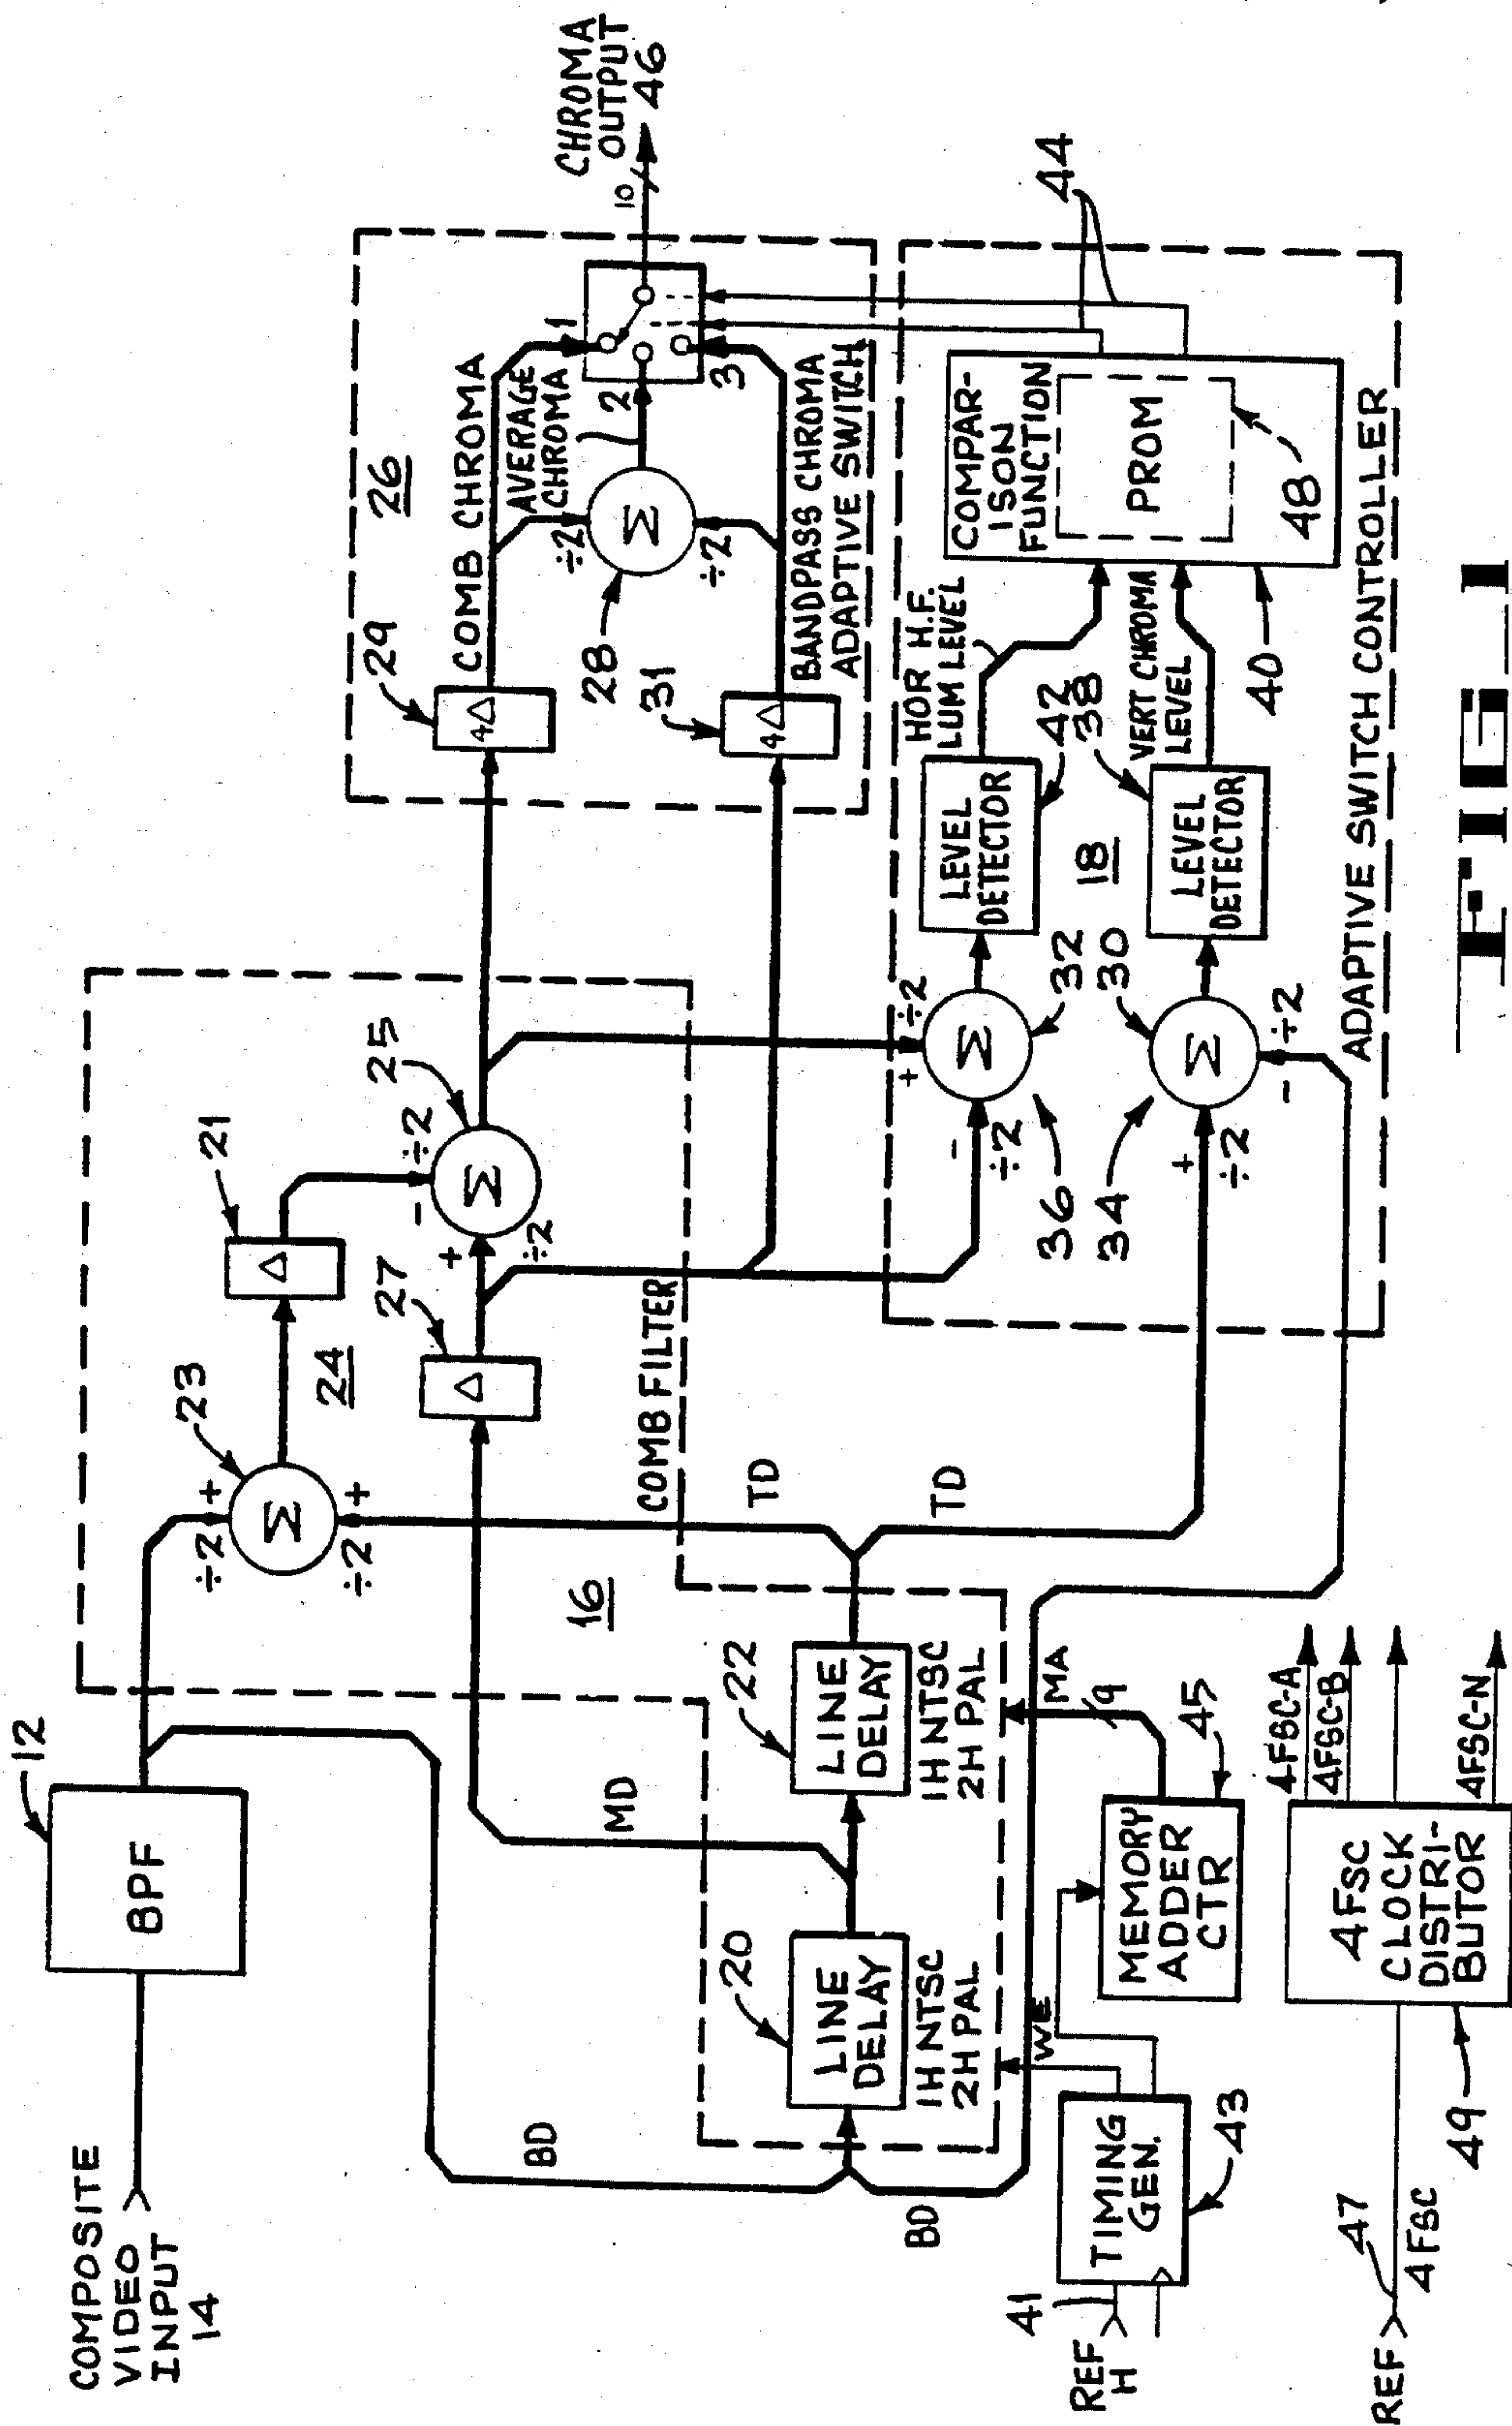 COMPOSITE
VIDEO
INPUT
14
12
BPF
BD
BD
20
LINE
DELAY
1H NTSC
2H PAL
MD
22
LINE
DELAY
1H NTSC
2H PAL
16
TD
TD
COMB FILTER
23
÷2 +
Σ
÷2 +
24
21
Δ
27
Δ
25
- ÷2
Σ
+
÷2
26
29
4Δ
COMB CHROMA
AVERAGE
CHROMA
÷2
Σ
÷2
28
31
4Δ
BANDPASS CHROMA
ADAPTIVE SWITCH
1
2
3
10
CHROMA
OUTPUT
46
44
+ ÷2
Σ
-
÷2
32
36
30
34
Σ
+
÷2
- ÷2
LEVEL
DETECTOR
42
18
38
LEVEL
DETECTOR
HOR H.F.
LUM LEVEL
VERT CHROMA
LEVEL
COMPAR-
ISON
FUNCTION
PROM
48
40
ADAPTIVE SWITCH CONTROLLER
REF
H
41
TIMING
GEN.
43
WE
MEMORY
ADDER
CTR
45
MA
9
REF
47
4FSC
4FSC
CLOCK
DISTRI-
BUTOR
49
4FSC-A
4FSC-B
4FSC-N
FIG_1